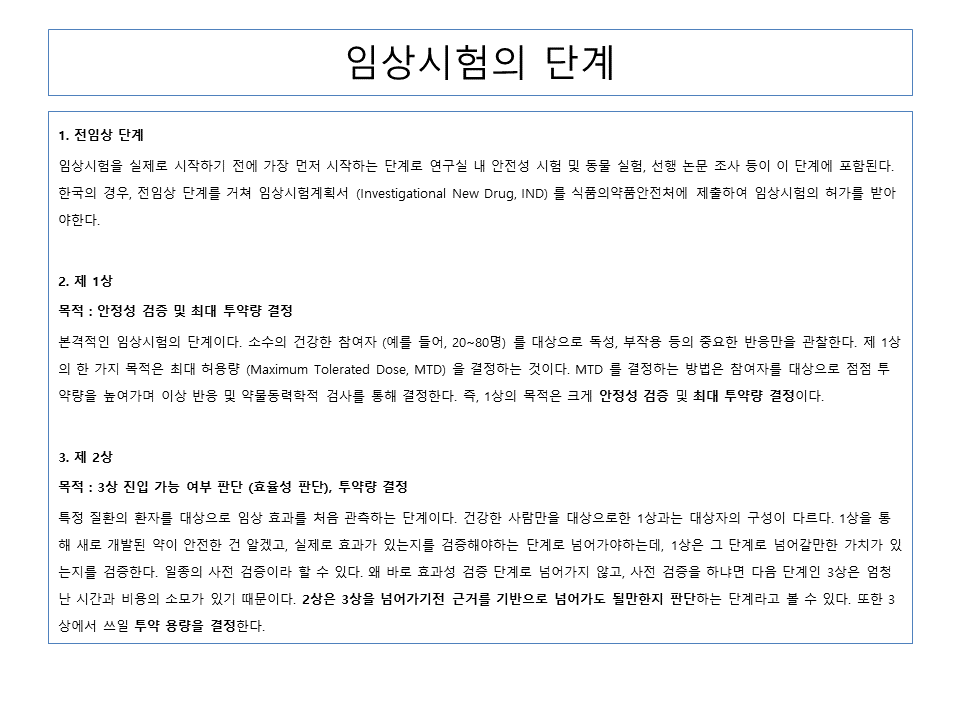 임상시험의 단계
1. 전임상 단계
임상시험을 실제로 시작하기 전에 가장 먼저 시작하는 단계로 연구실 내 안전성 시험 및 동물 실험, 선행 논문 조사 등이 이 단계에 포함된다.
한국의 경우, 전임상 단계를 거쳐 임상시험계획서 (Investigational New Drug, IND) 를 식품의약품안전처에 제출하여 임상시험의 허가를 받아
야한다.
2. 제 1상
목적 : 안정성 검증 및 최대 투약량 결정
본격적인 임상시험의 단계이다. 소수의 건강한 참여자 (예를 들어, 20~80명) 를 대상으로 독성, 부작용 등의 중요한 반응만을 관찰한다. 제 1상
의 한 가지 목적은 최대 허용량 (Maximum Tolerated Dose, MTD) 을 결정하는 것이다. MTD 를 결정하는 방법은 참여자를 대상으로 점점 투
약량을 높여가며 이상 반응 및 약물동력학적 검사를 통해 결정한다. 즉, 1상의 목적은 크게 안정성 검증 및 최대 투약량 결정이다.
3. 제 2상
목적 : 3상 진입 가능 여부 판단 (효율성 판단), 투약량 결정
특정 질환의 환자를 대상으로 임상 효과를 처음 관측하는 단계이다. 건강한 사람만을 대상으로한 1상과는 대상자의 구성이 다르다. 1상을 통
해 새로 개발된 약이 안전한 건 알겠고, 실제로 효과가 있는지를 검증해야하는 단계로 넘어가야하는데, 1상은 그 단계로 넘어갈만한 가치가 있
는지를 검증한다. 일종의 사전 검증이라 할 수 있다. 왜 바로 효과성 검증 단계로 넘어가지 않고, 사전 검증을 하냐면 다음 단계인 3상은 엄청
난 시간과 비용의 소모가 있기 때문이다. 2상은 3상을 넘어가기전 근거를 기반으로 넘어가도 될만한지 판단하는 단계라고 볼 수 있다. 또한 3
상에서 쓰일 투약 용량을 결정한다.